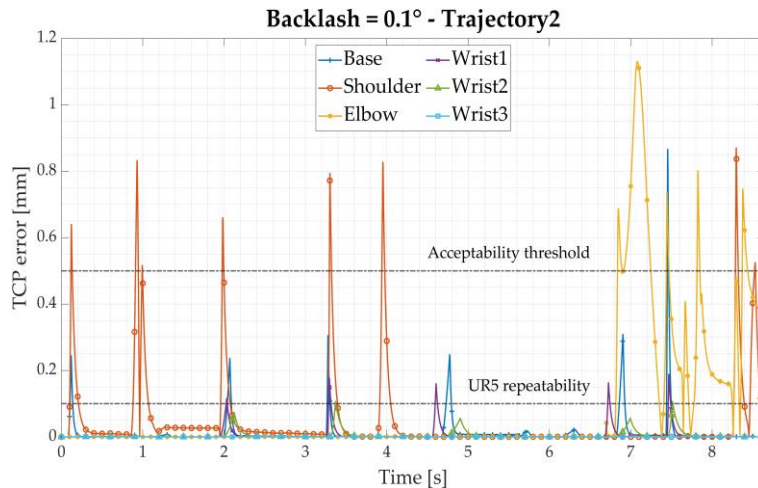 Backlash = 0.1° - Trajectory2
1.2
1
0.8
0.6
0.4
0.2
0
TCP error [mm]
Base
Shoulder
Elbow
Wrist1
Wrist2
Wrist3
Acceptability threshold
UR5 repeatability
0 1 2 3 4 5 6 7 8
Time [s]